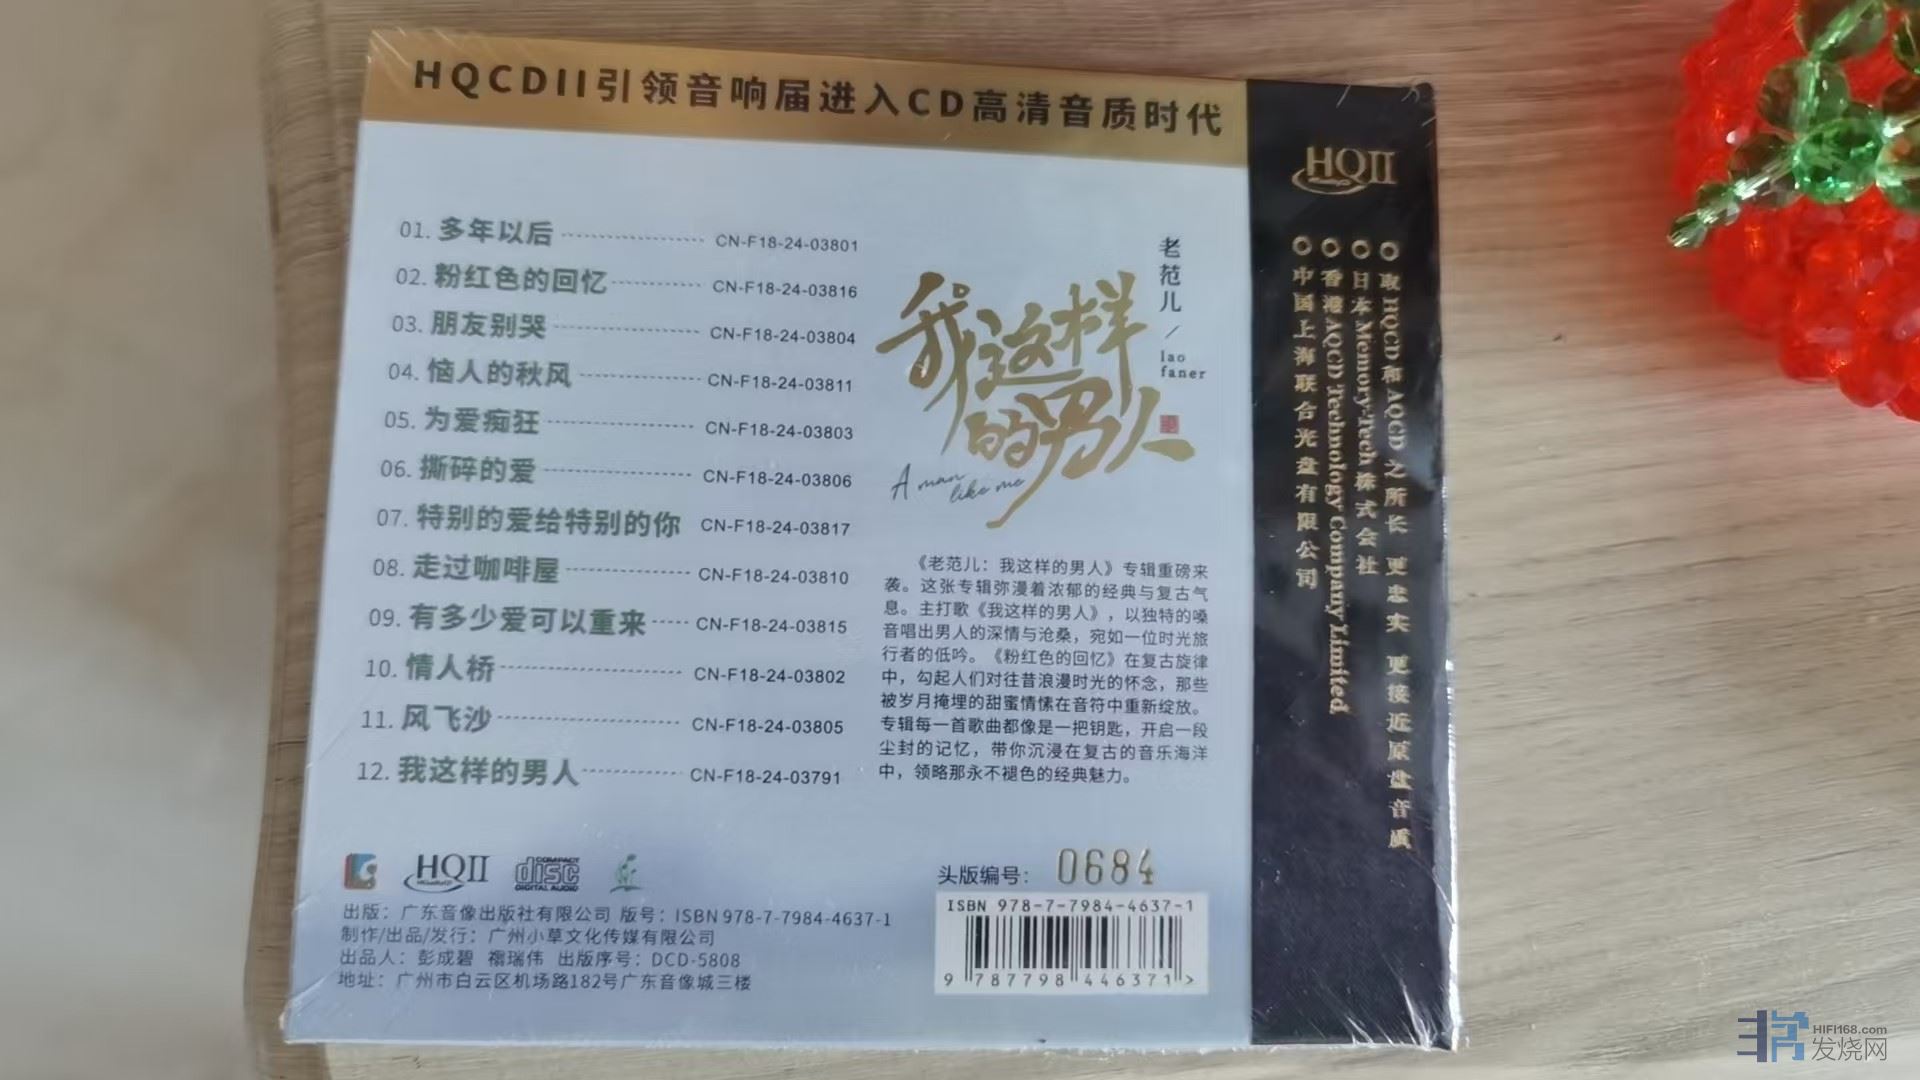 HQCDII引领音响届进入CD高清音质时代
01. 多年以后 CN-F18-24-03801
02. 粉红色的回忆 CN-F18-24-03816
03. 朋友别哭 CN-F18-24-03804
04. 恼人的秋风 CN-F18-24-03811
05. 为爱痴狂 CN-F18-24-03803
06. 撕碎的爱 CN-F18-24-03806
07. 特别的爱给特别的你 CN-F18-24-03817
08. 走过咖啡屋 CN-F18-24-03810
09. 有多少爱可以重来 CN-F18-24-03815
10. 情人桥 CN-F18-24-03802
11. 风飞沙 CN-F18-24-03805
12. 我这样的男人 CN-F18-24-03791
老范儿/lao faner
我这样
的男人
A man
like me
《老范儿：我这样的男人》专辑重磅来
袭。这张专辑弥漫着浓郁的经典与复古气
息。主打歌《我这样的男人》，以独特的嗓
音唱出男人的深情与沧桑，宛如一位时光旅
行者的低吟。《粉红色的回忆》在复古旋律
中，勾起人们对往昔浪漫时光的怀念，那些
被岁月掩埋的甜蜜情愫在音符中重新绽放。
专辑每一首歌曲都像是一把钥匙，开启一段
尘封的记忆，带你沉浸在复古的音乐海洋
中，领略那永不褪色的经典魅力。
HQII
取HQCD和AQCD之所长 更忠实 更接近原盘音质
日本Memory-Tech株式会社
香港AQCD Technology Company Limited
中国上海联合光盘有限公司
HQII
COMPACT
disc
DIGITAL AUDIO
出版：广东音像出版社有限公司 版号：ISBN 978-7-7984-4637-1
制作/出品/发行：广州小草文化传媒有限公司
出品人：彭成碧 禤瑞伟 出版序号：DCD-5808
地址：广州市白云区机场路182号广东音像城三楼
头版编号：0684
ISBN 978-7-7984-4637-1
9 787798 446371 >
HIFI168.com
发烧网